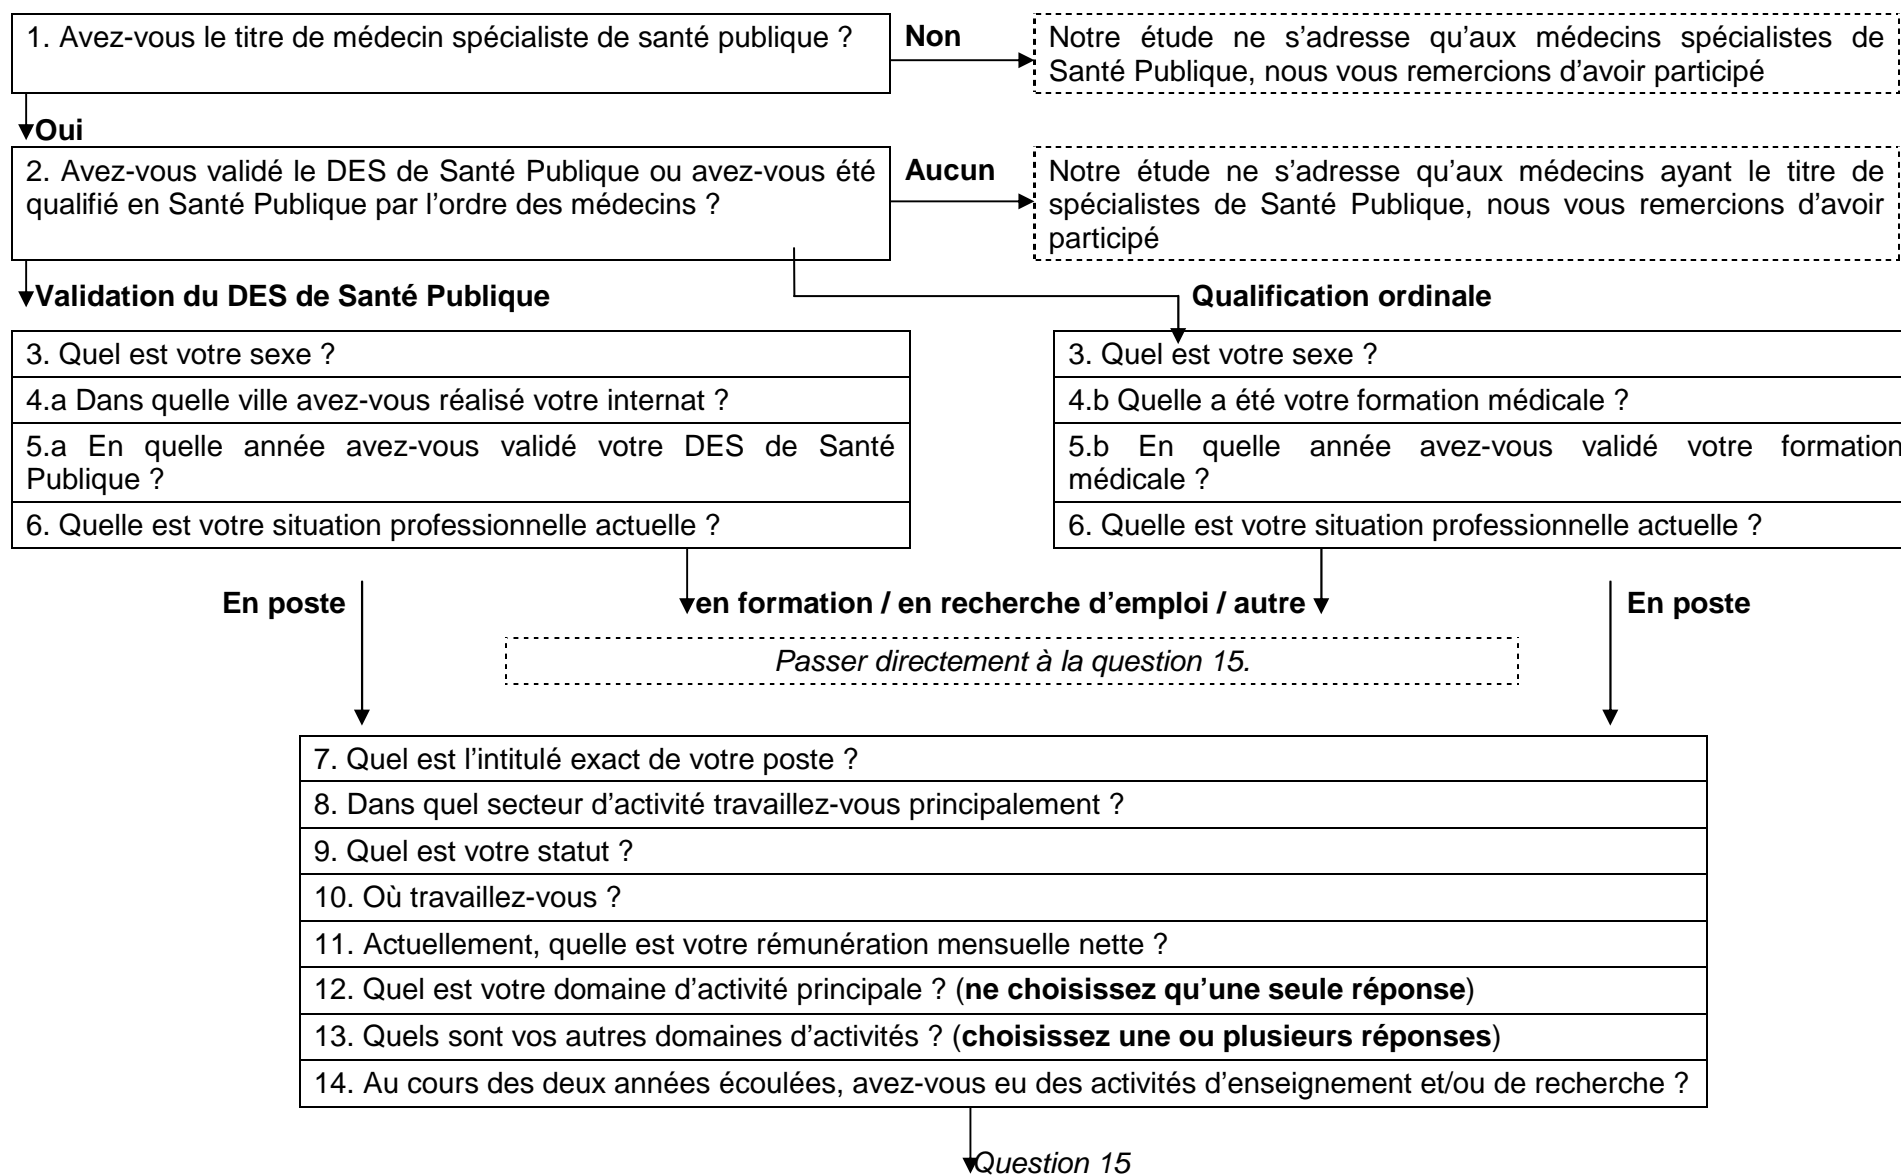 1. Avez-vous le titre de médecin spécialiste de santé publique ?
Non
Notre étude ne s’adresse qu’aux médecins spécialistes de
Santé Publique, nous vous remercions d’avoir participé
Oui
2. Avez-vous validé le DES de Santé Publique ou avez-vous été
qualifié en Santé Publique par l’ordre des médecins ?
Aucun
Notre étude ne s’adresse qu’aux médecins ayant le titre de
spécialistes de Santé Publique, nous vous remercions d’avoir
participé
Validation du DES de Santé Publique
Qualification ordinale
3. Quel est votre sexe ?
4.a Dans quelle ville avez-vous réalisé votre internat ?
5.a En quelle année avez-vous validé votre DES de Santé
Publique ?
6. Quelle est votre situation professionnelle actuelle ?
3. Quel est votre sexe ?
4.b Quelle a été votre formation médicale ?
5.b En quelle année avez-vous validé votre formation
médicale ?
6. Quelle est votre situation professionnelle actuelle ?
En poste
en formation / en recherche d’emploi / autre
En poste
Passer directement à la question 15.
7. Quel est l’intitulé exact de votre poste ?
8. Dans quel secteur d’activité travaillez-vous principalement ?
9. Quel est votre statut ?
10. Où travaillez-vous ?
11. Actuellement, quelle est votre rémunération mensuelle nette ?
12. Quel est votre domaine d’activité principale ? (ne choisissez qu’une seule réponse)
13. Quels sont vos autres domaines d’activités ? (choisissez une ou plusieurs réponses)
14. Au cours des deux années écoulées, avez-vous eu des activités d’enseignement et/ou de recherche ?
Question 15